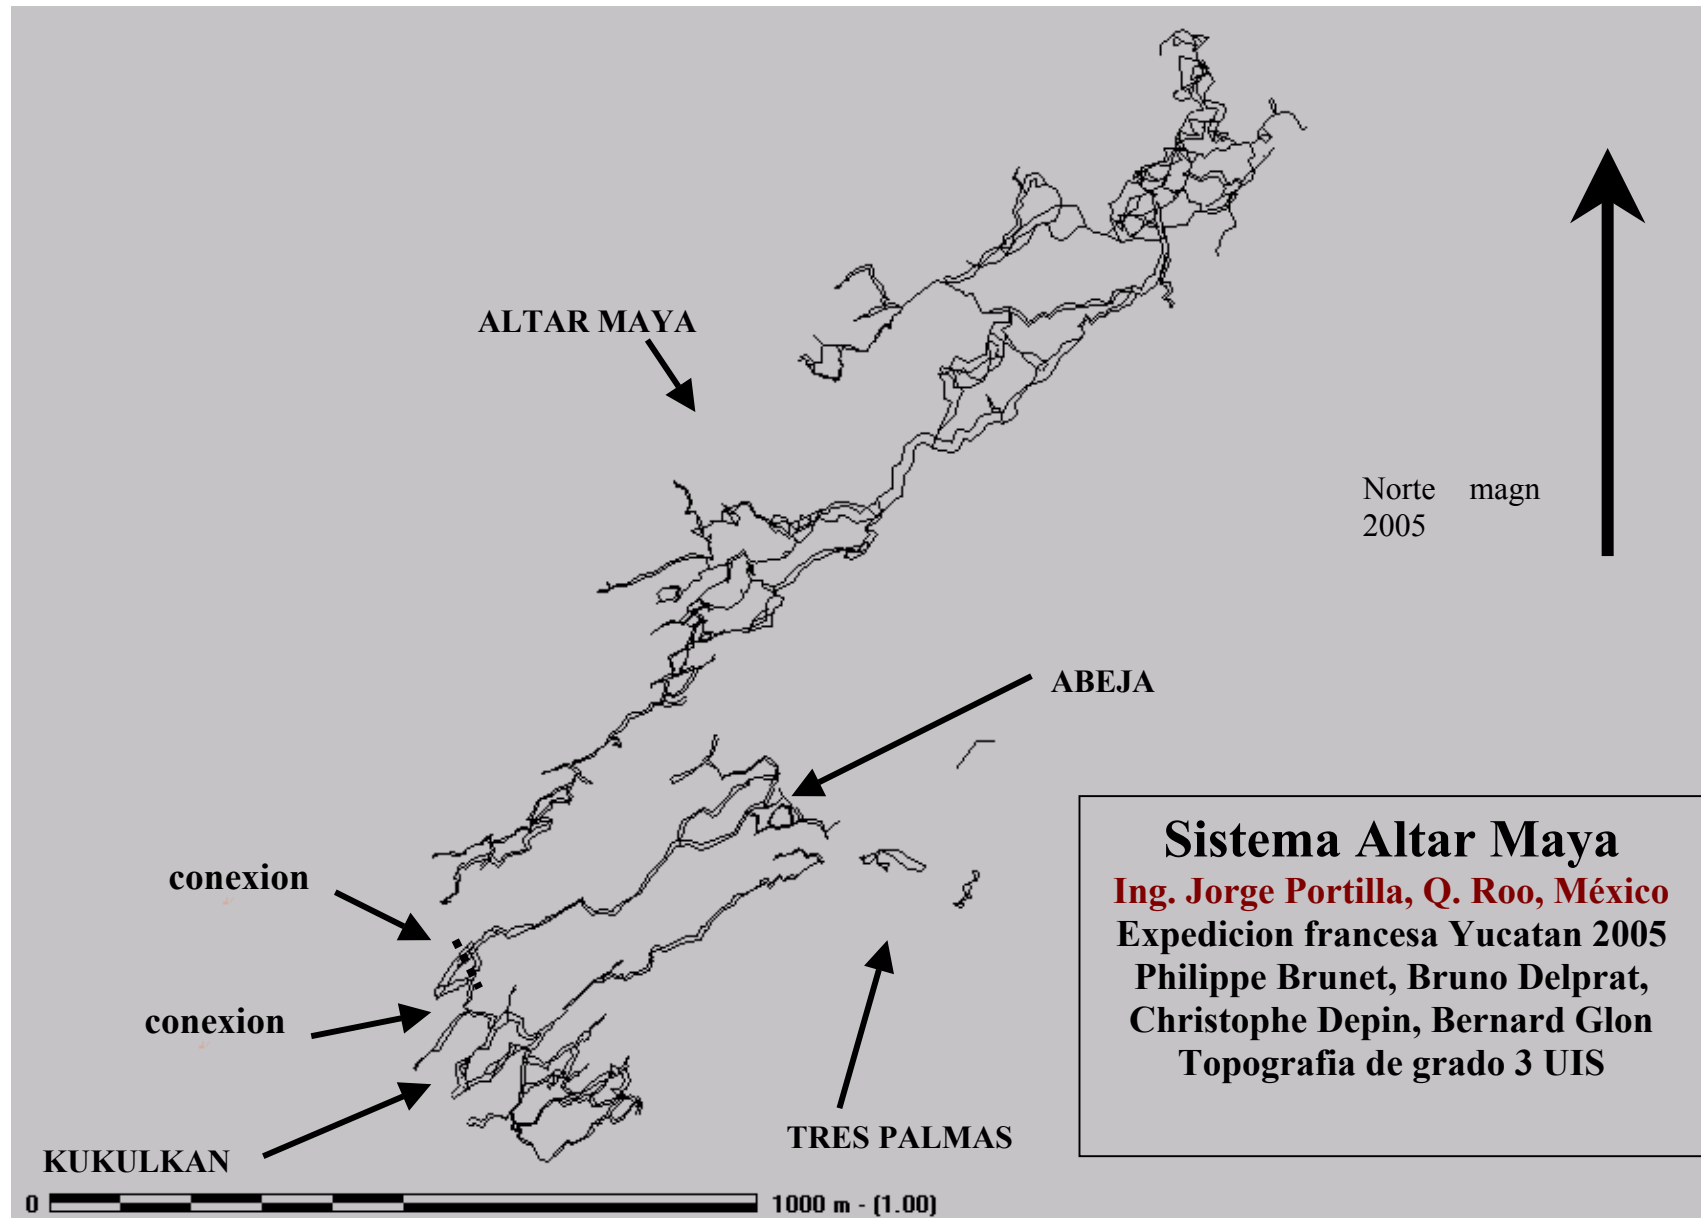 ALTAR MAYA
Norte magn
2005
ABEJA
conexion
conexion
Sistema Altar Maya
Ing. Jorge Portilla, Q. Roo, México
Expedicion francesa Yucatan 2005
Philippe Brunet, Bruno Delprat,
Christophe Depin, Bernard Glon
Topografia de grado 3 UIS
TRES PALMAS
KUKULKAN
0 1000 m - (1.00)